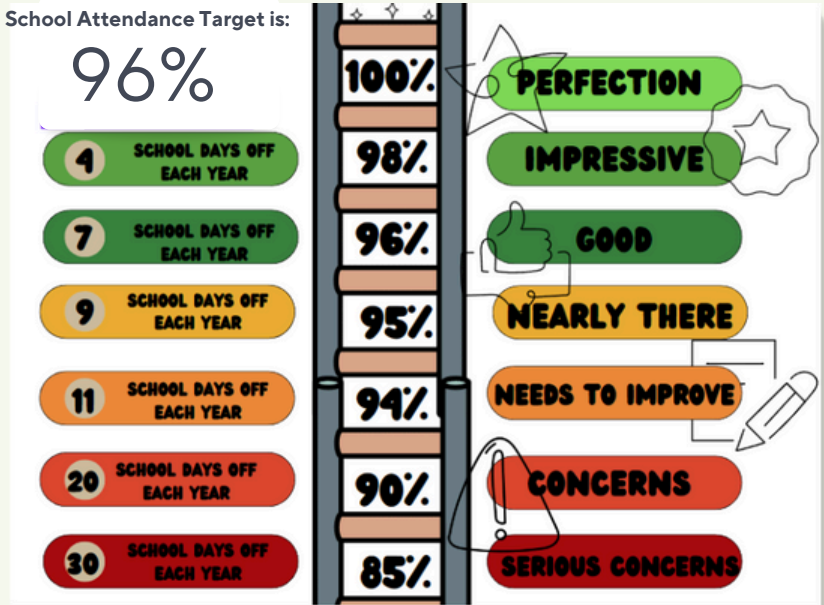 School Attendance Target is:
96%
100%
PERFECTION
4
SCHOOL DAYS OFF
EACH YEAR
98%
IMPRESSIVE
7
SCHOOL DAYS OFF
EACH YEAR
96%
GOOD
9
SCHOOL DAYS OFF
EACH YEAR
95%
NEARLY THERE
11
SCHOOL DAYS OFF
EACH YEAR
94%
NEEDS TO IMPROVE
20
SCHOOL DAYS OFF
EACH YEAR
90%
CONCERNS
30
SCHOOL DAYS OFF
EACH YEAR
85%
SERIOUS CONCERNS